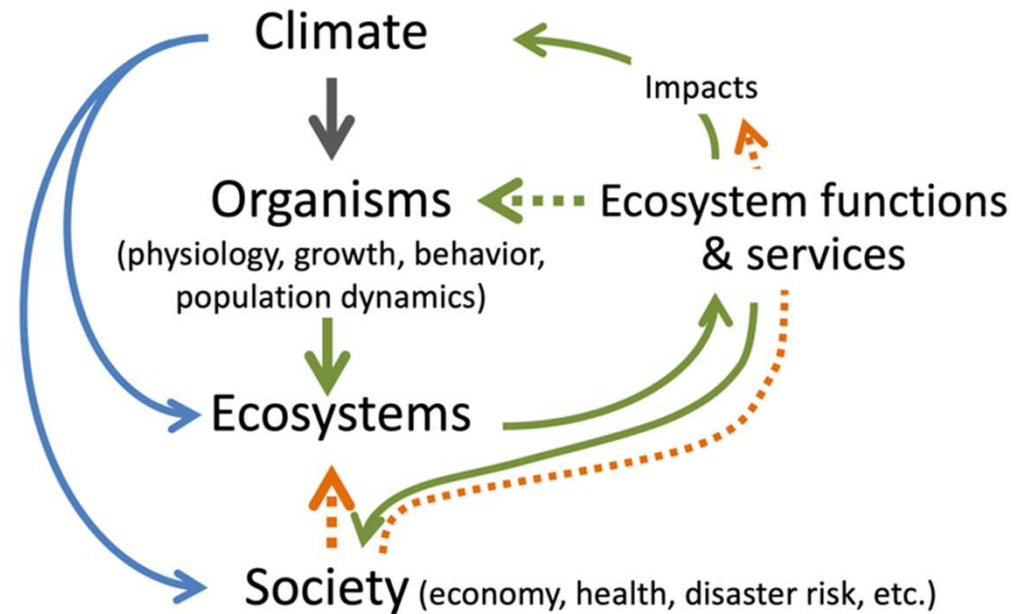 Climate
Impacts
Organisms
(physiology, growth, behavior,
population dynamics)
Ecosystem functions
& services
Ecosystems
Society (economy, health, disaster risk, etc.)